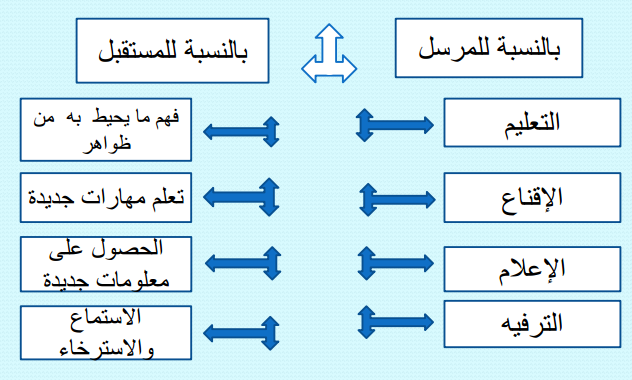 بالنسبة للمرسل
بالنسبة للمستقبل
التعليم
فهم ما يحيط به من
ظواهر
الإقناع
تعلم مهارات جديدة
الإعلام
الحصول على
معلومات جديدة
الترفيه
الاستماع
والاسترخاء